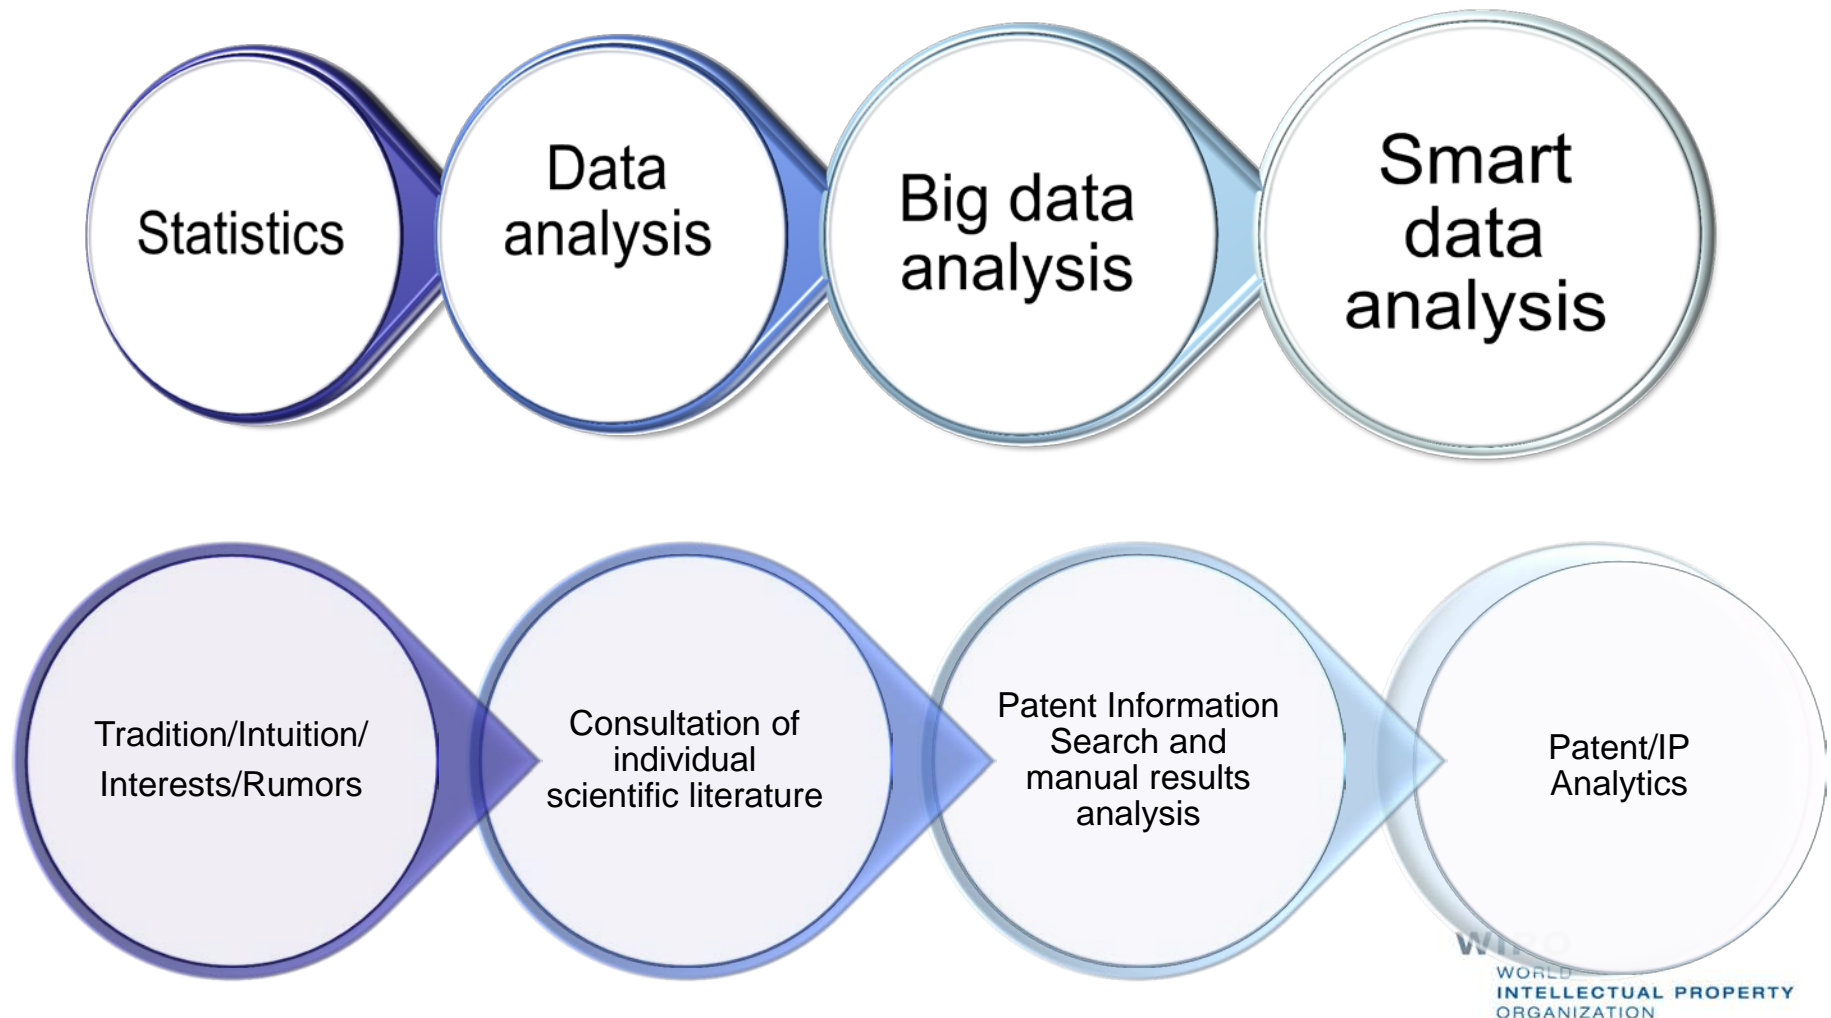 Statistics
Data
analysis
Big data
analysis
Smart
data
analysis
Tradition/Intuition/
Interests/Rumors
Consultation of
individual
scientific literature
Patent Information
Search and
manual results
analysis
Patent/IP
Analytics
WIPO
WORLD
INTELLECTUAL PROPERTY
ORGANIZATION